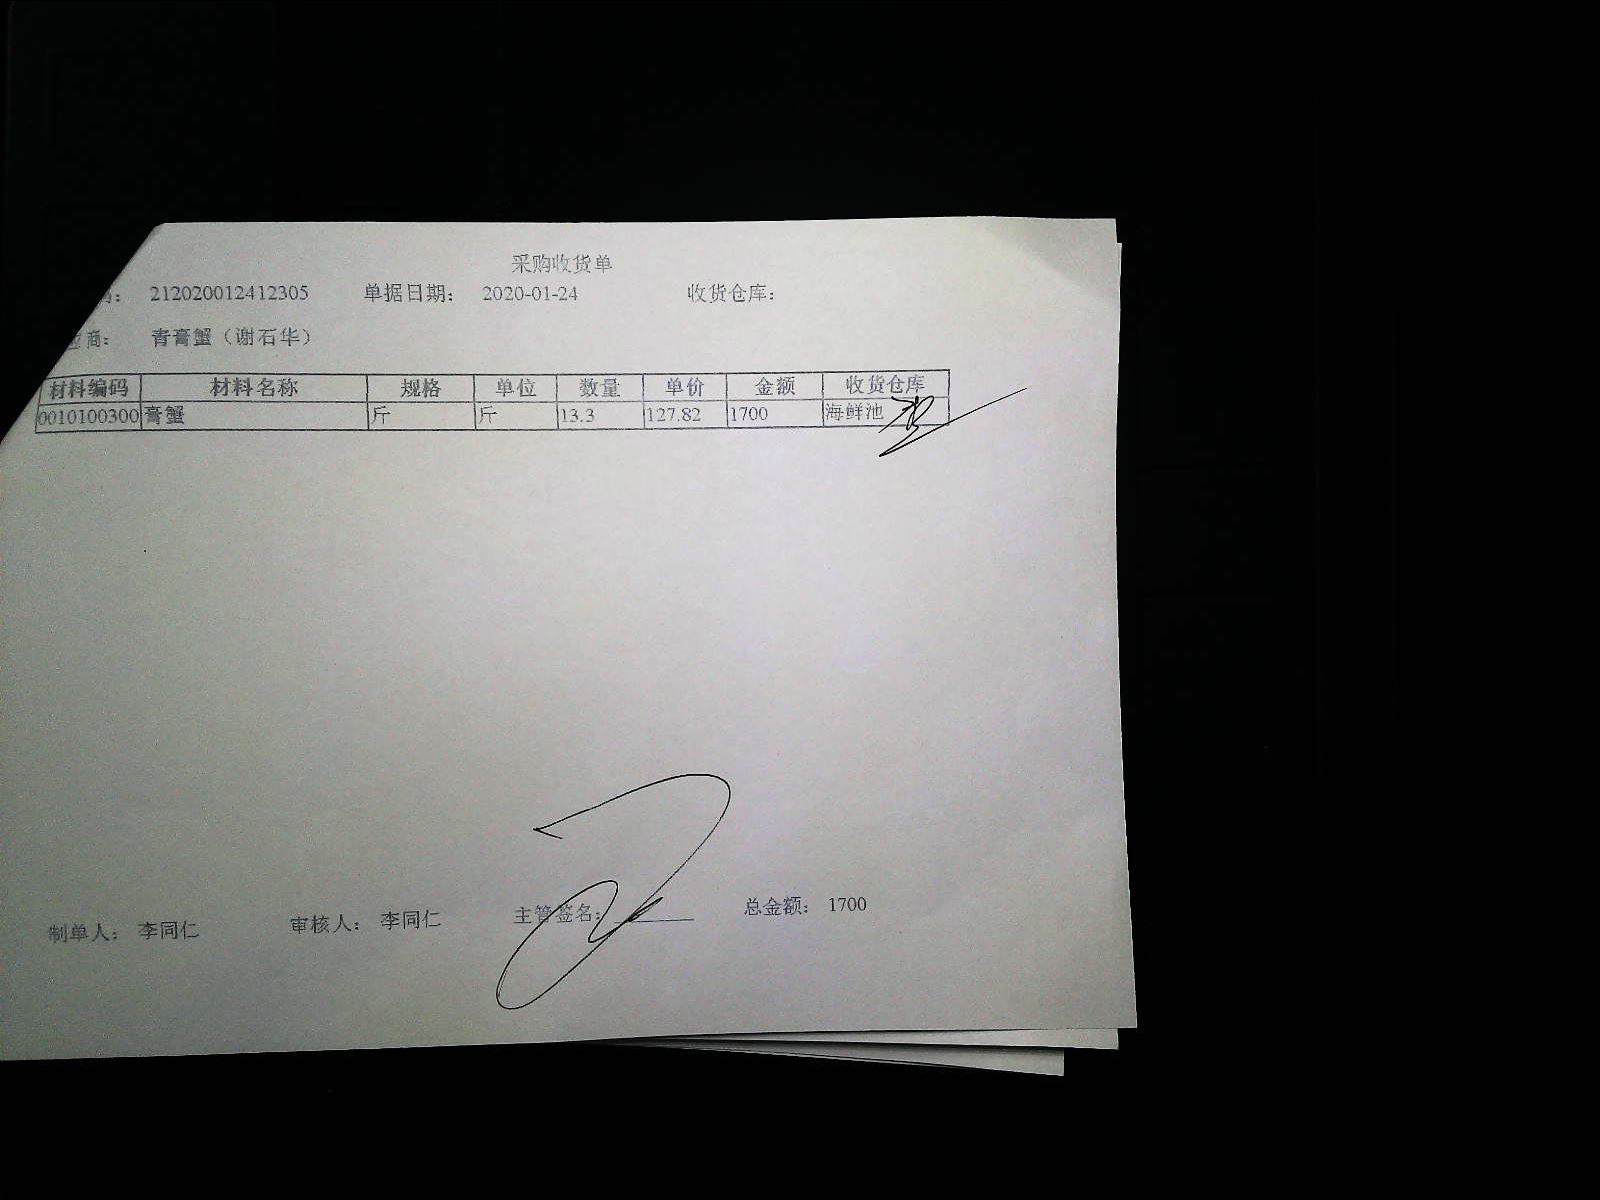 采购收货单
码： 212020012412305 单据日期： 2020-01-24 收货仓库：
应商： 青膏蟹（谢石华）
材料编码 材料名称 规格 单位 数量 单价 金额 收货仓库
0010100300 膏蟹 斤 斤 13.3 127.82 1700 海鲜池
制单人： 李同仁 审核人： 李同仁 主管签名： 总金额： 1700